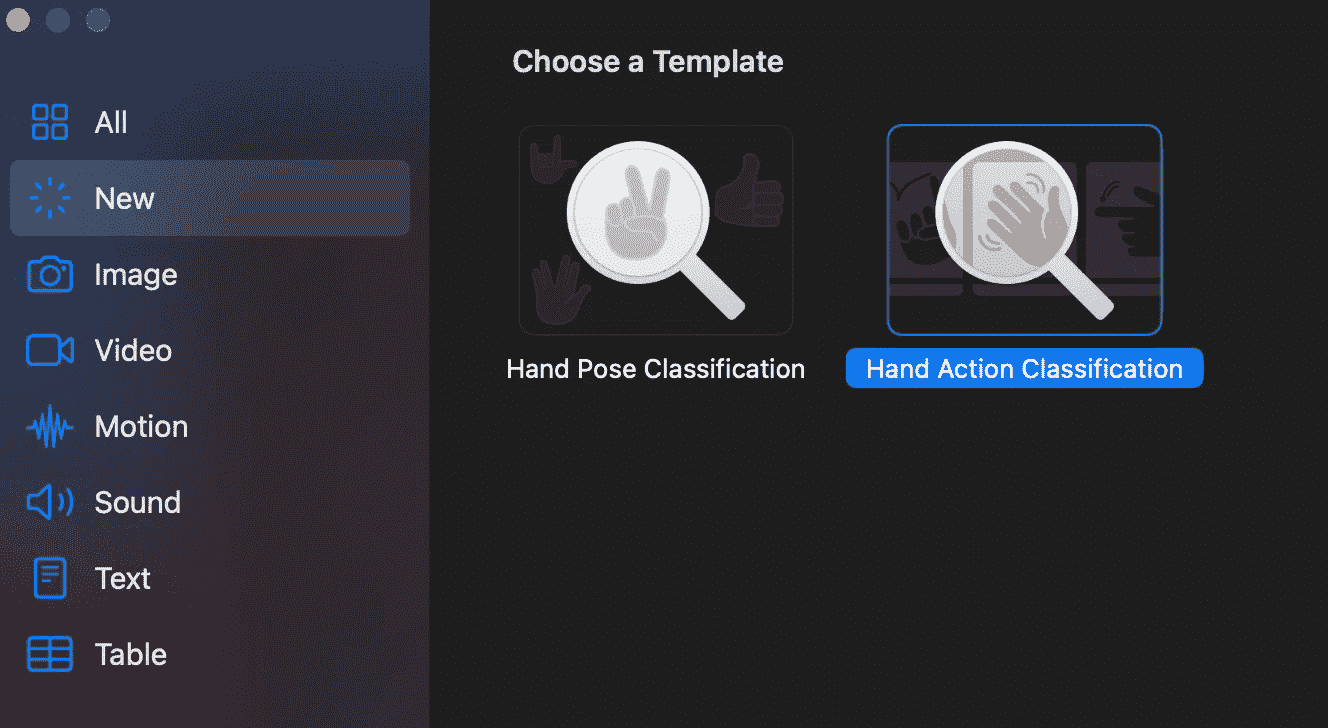 Choose a Template
All
New
Image
Video
Motion
Sound
Text
Table
Hand Pose Classification
Hand Action Classification